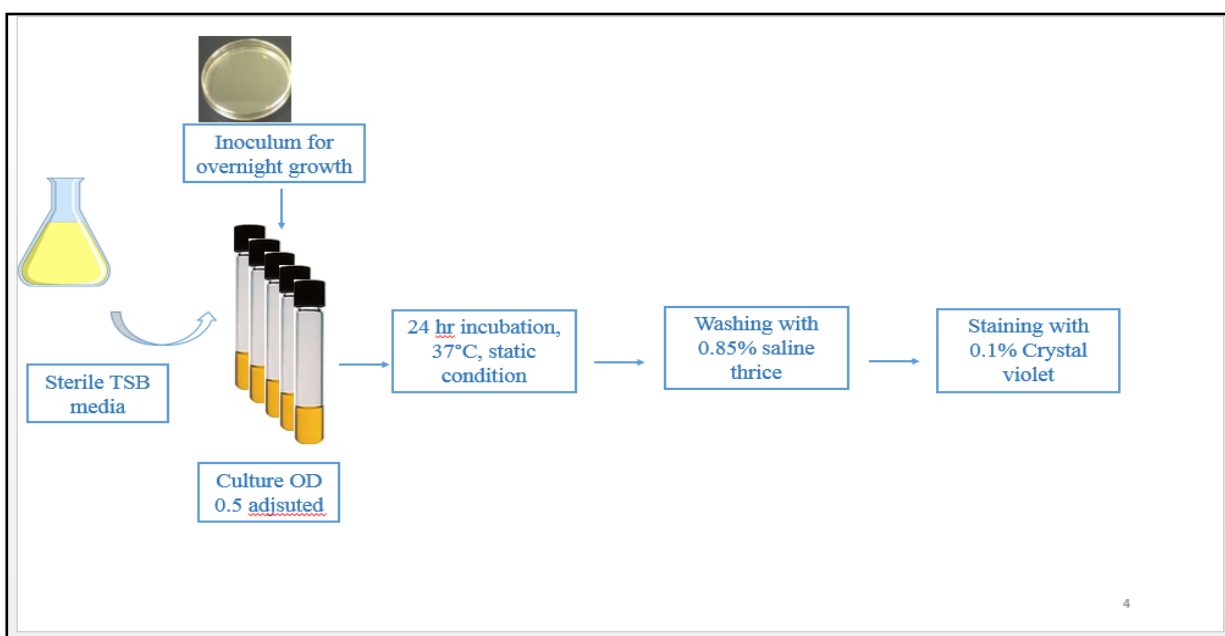 Inoculum for
overnight growth
Sterile TSB
media
Culture OD
0.5 adjsuted
24 hr incubation,
37°C, static
condition
Washing with
0.85% saline
thrice
Staining with
0.1% Crystal
violet
4